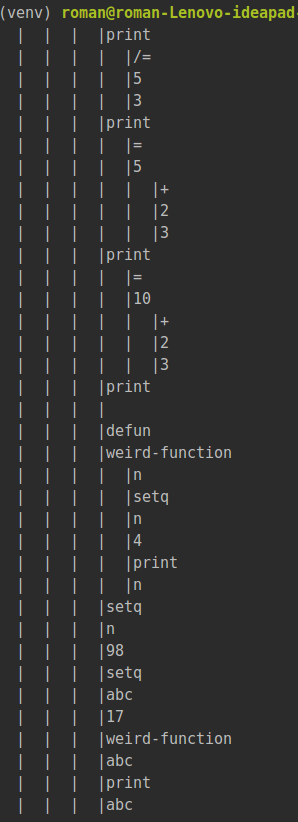 (venv) roman@roman-Lenovo-ideapad-
| | | |print
| | | | |/=
| | | | |5
| | | | |3
| | | |print
| | | | |=
| | | | |5
| | | | | |+
| | | | | |2
| | | | | |3
| | | |print
| | | | |=
| | | | |10
| | | | | |+
| | | | | |2
| | | | | |3
| | | |print
| | | |
| | | |defun
| | | |weird-function
| | | | |n
| | | | |setq
| | | | |n
| | | | |4
| | | | |print
| | | | |n
| | | |setq
| | | |n
| | | |98
| | | |setq
| | | |abc
| | | |17
| | | |weird-function
| | | |abc
| | | |print
| | | |abc